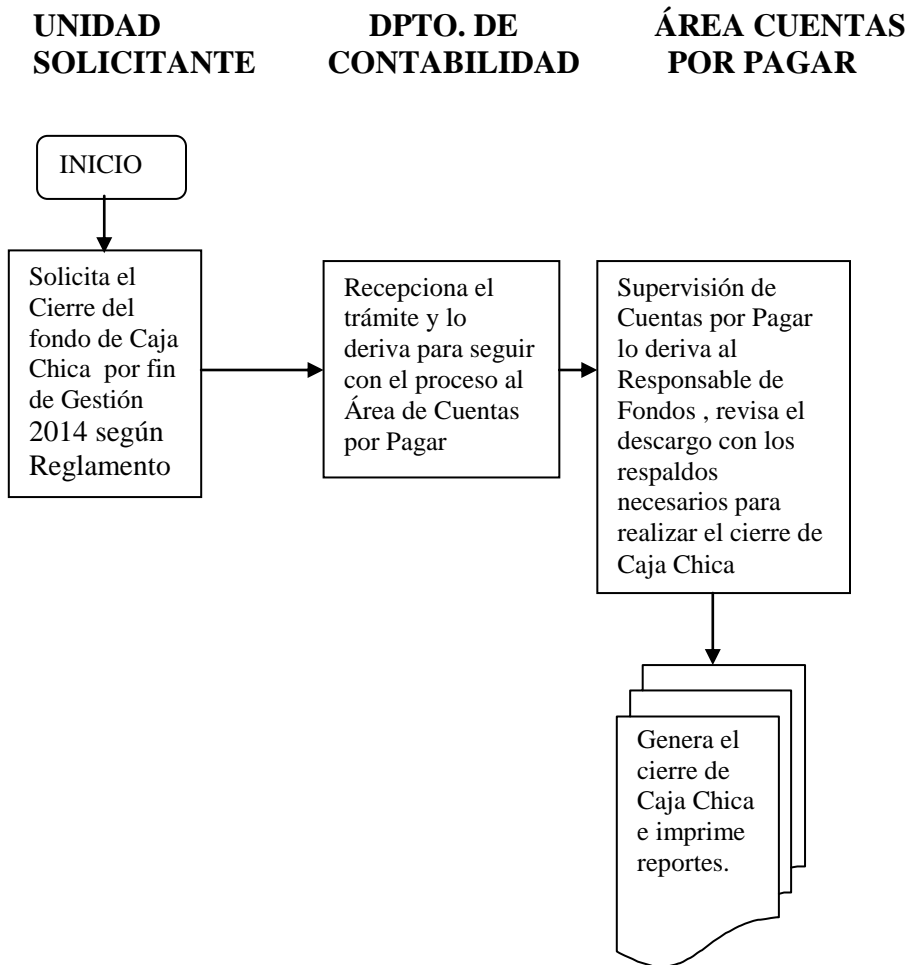 UNIDAD
SOLICITANTE
DPTO. DE
CONTABILIDAD
ÁREA CUENTAS
POR PAGAR
INICIO
Solicita el
Cierre del
fondo de Caja
Chica por fin
de Gestión
2014 según
Reglamento
Recepciona el
trámite y lo
deriva para seguir
con el proceso al
Área de Cuentas
por Pagar
Supervisión de
Cuentas por Pagar
lo deriva al
Responsable de
Fondos , revisa el
descargo con los
respaldos
necesarios para
realizar el cierre de
Caja Chica
Genera el
cierre de
Caja Chica
e imprime
reportes.